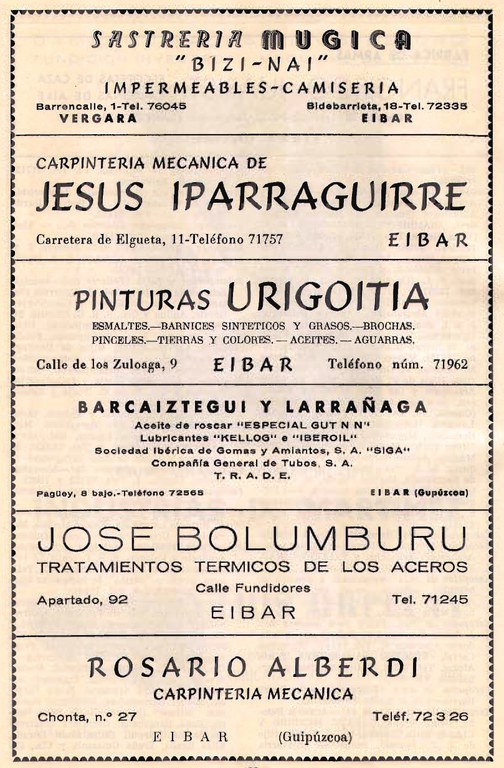 SASTRERIA MUGICA
"BIZI-NAI"
IMPERMEABLES-CAMISERIA
Barrencalle, 1-Tel. 76045 Bidebarrieta, 18-Tel. 72335
VERGARA EIBAR
CARPINTERIA MECANICA DE
JESUS IPARRAGUIRRE
Carretera de Elgueta, 11-Teléfono 71757 EIBAR
PINTURAS URIGOITIA
ESMALTES.—BARNICES SINTETICOS Y GRASOS.—BROCHAS.
PINCELES.—TIERRAS Y COLORES.—ACEITES.—AGUARRAS.
Calle de los Zuloaga, 9 EIBAR Teléfono núm. 71962
BARCAIZTEGUI Y LARRAÑAGA
Aceite de roscar "ESPECIAL GUT N N"
Lubricantes "KELLOG" e "IBEROIL"
Sociedad Ibérica de Gomas y Amiantos, S. A. "SIGA"
Compañía General de Tubos, S. A.
T. R. A. D. E.
Pagüey, 8 bajo.-Teléfono 72565 EIBAR (Gupúzcoa)
JOSE BOLUMBURU
TRATAMIENTOS TERMICOS DE LOS ACEROS
Calle Fundidores
Apartado, 92 Tel. 71245
EIBAR
ROSARIO ALBERDI
CARPINTERIA MECANICA
Chonta, n.º 27 Teléf. 72 3 26
EIBAR (Guipúzcoa)